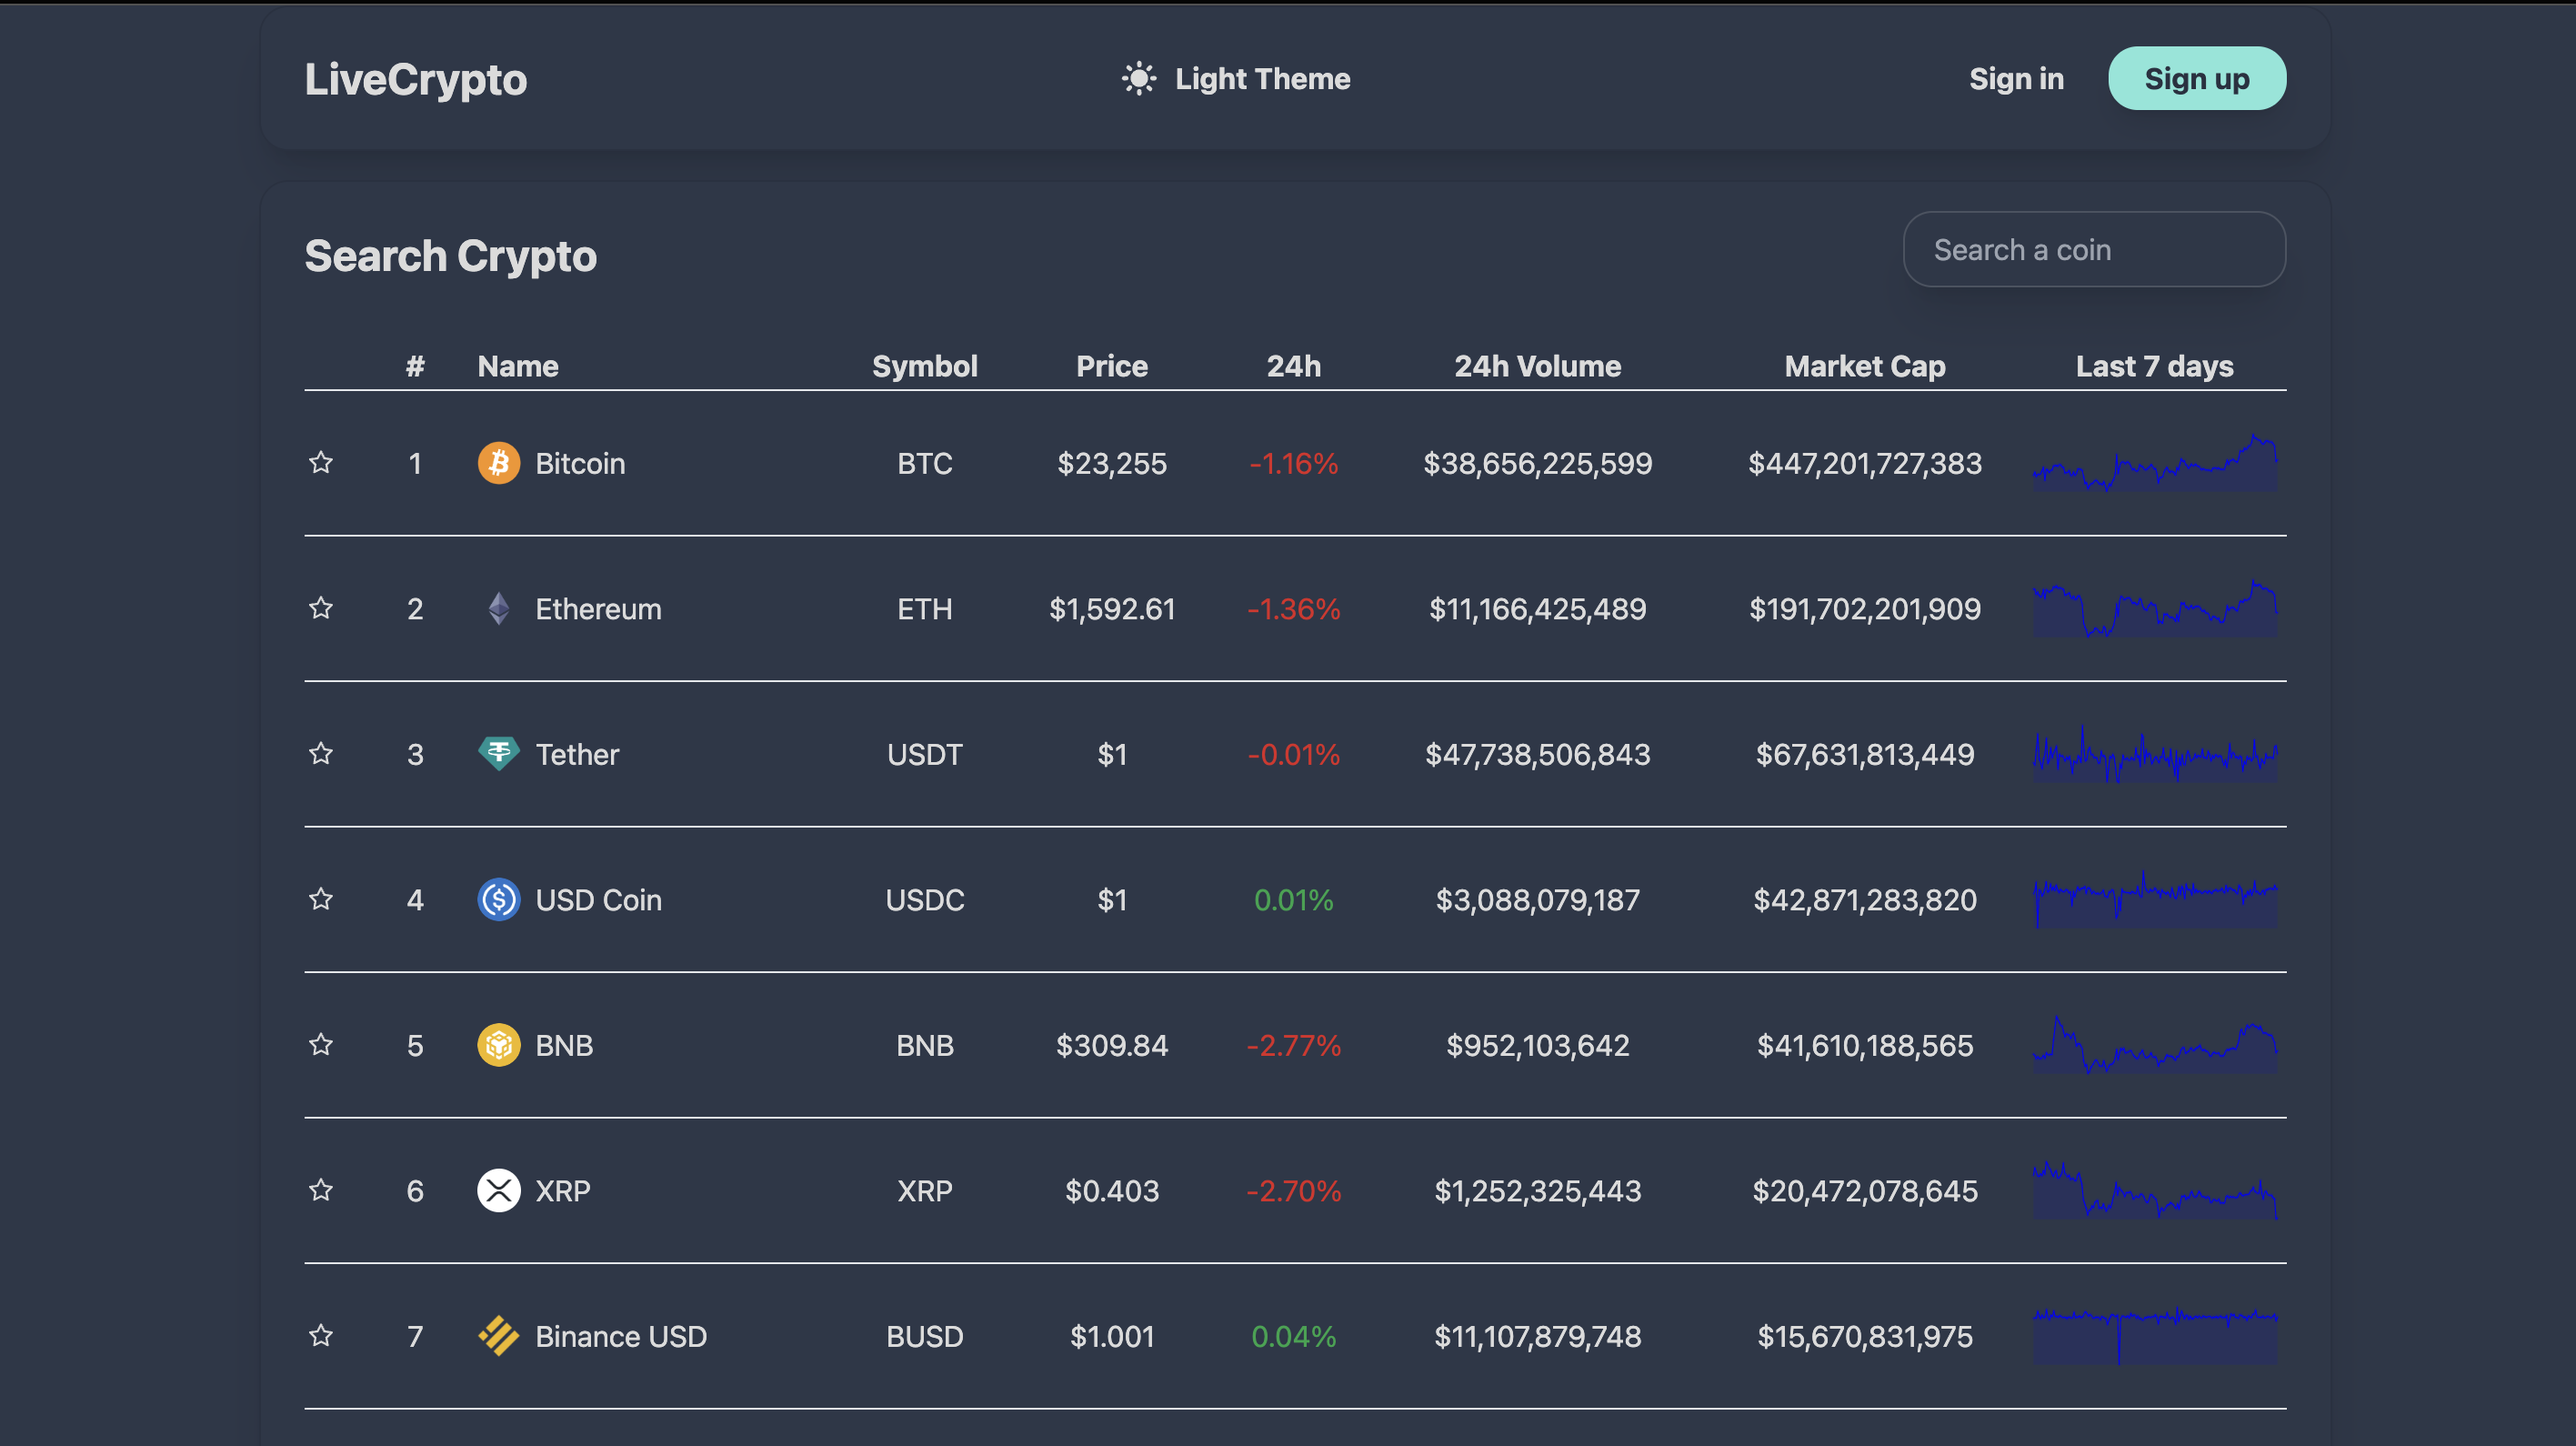 LiveCrypto Light Theme Sign in Sign up
Search Crypto Search a coin
# Name Symbol Price 24h 24h Volume Market Cap Last 7 days
1 Bitcoin BTC $23,255 -1.16% $38,656,225,599 $447,201,727,383
2 Ethereum ETH $1,592.61 -1.36% $11,166,425,489 $191,702,201,909
3 Tether USDT $1 -0.01% $47,738,506,843 $67,631,813,449
4 USD Coin USDC $1 0.01% $3,088,079,187 $42,871,283,820
5 BNB BNB $309.84 -2.77% $952,103,642 $41,610,188,565
6 XRP XRP $0.403 -2.70% $1,252,325,443 $20,472,078,645
7 Binance USD BUSD $1.001 0.04% $11,107,879,748 $15,670,831,975